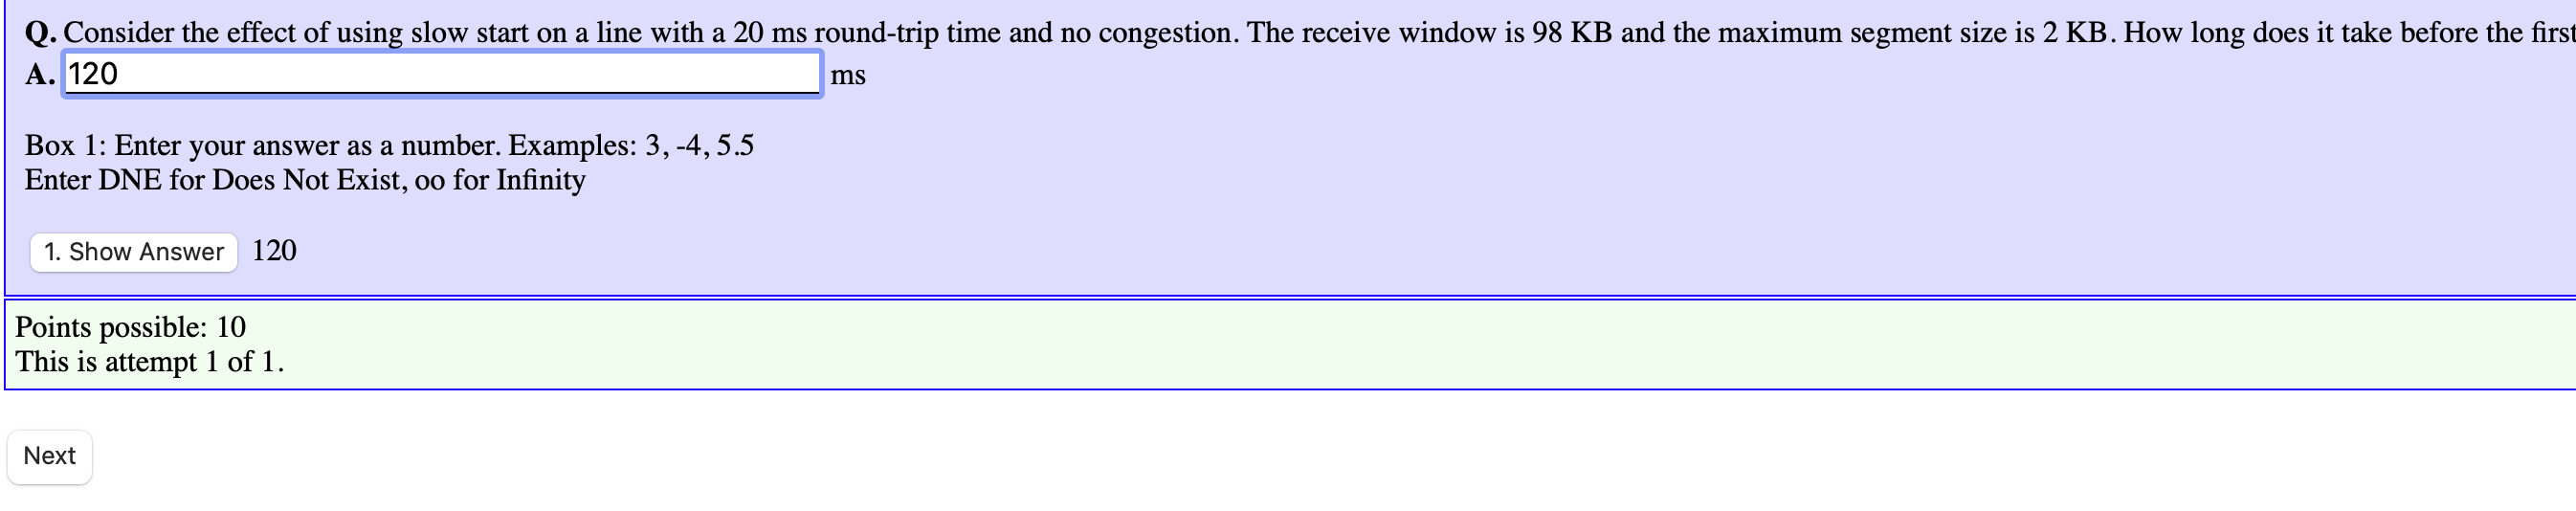 Q. Consider the effect of using slow start on a line with a 20 ms round-trip time and no congestion. The receive window is 98 KB and the maximum segment size is 2 KB. How long does it take before the first
A. 120 ms
Box 1: Enter your answer as a number. Examples: 3, -4, 5.5
Enter DNE for Does Not Exist, oo for Infinity
1. Show Answer 120
Points possible: 10
This is attempt 1 of 1.
Next